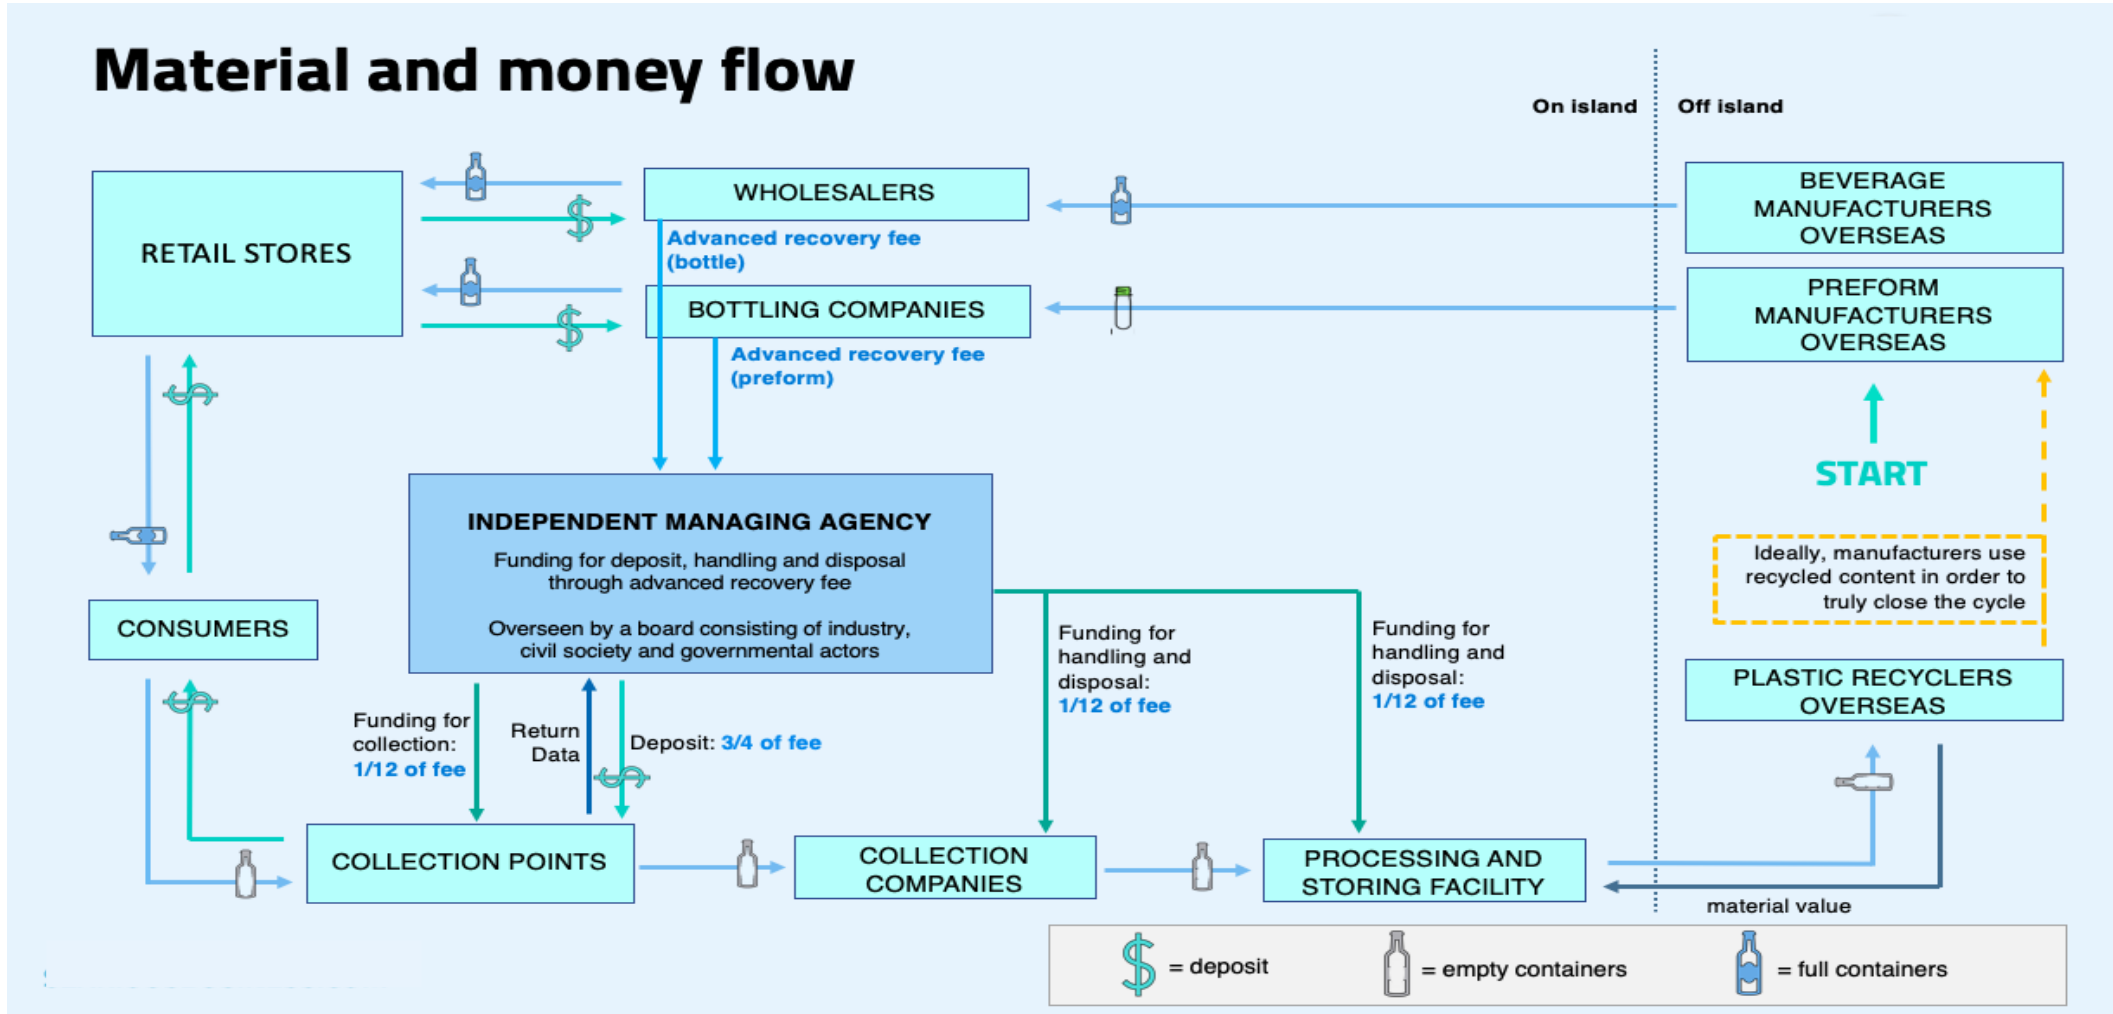 Material and money flow
On island
Off island
RETAIL STORES
WHOLESALERS
BEVERAGE
MANUFACTURERS
OVERSEAS
Advanced recovery fee
(bottle)
BOTTLING COMPANIES
PREFORM
MANUFACTURERS
OVERSEAS
Advanced recovery fee
(preform)
START
INDEPENDENT MANAGING AGENCY
Funding for deposit, handling and disposal
through advanced recovery fee
Overseen by a board consisting of industry,
civil society and governmental actors
Ideally, manufacturers use
recycled content in order to
truly close the cycle
CONSUMERS
Funding for
handling and
disposal:
1/12 of fee
Funding for
handling and
disposal:
1/12 of fee
PLASTIC RECYCLERS
OVERSEAS
Funding for
collection:
1/12 of fee
Return
Data
Deposit: 3/4 of fee
COLLECTION POINTS
COLLECTION
COMPANIES
PROCESSING AND
STORING FACILITY
material value
$ = deposit
= empty containers
= full containers